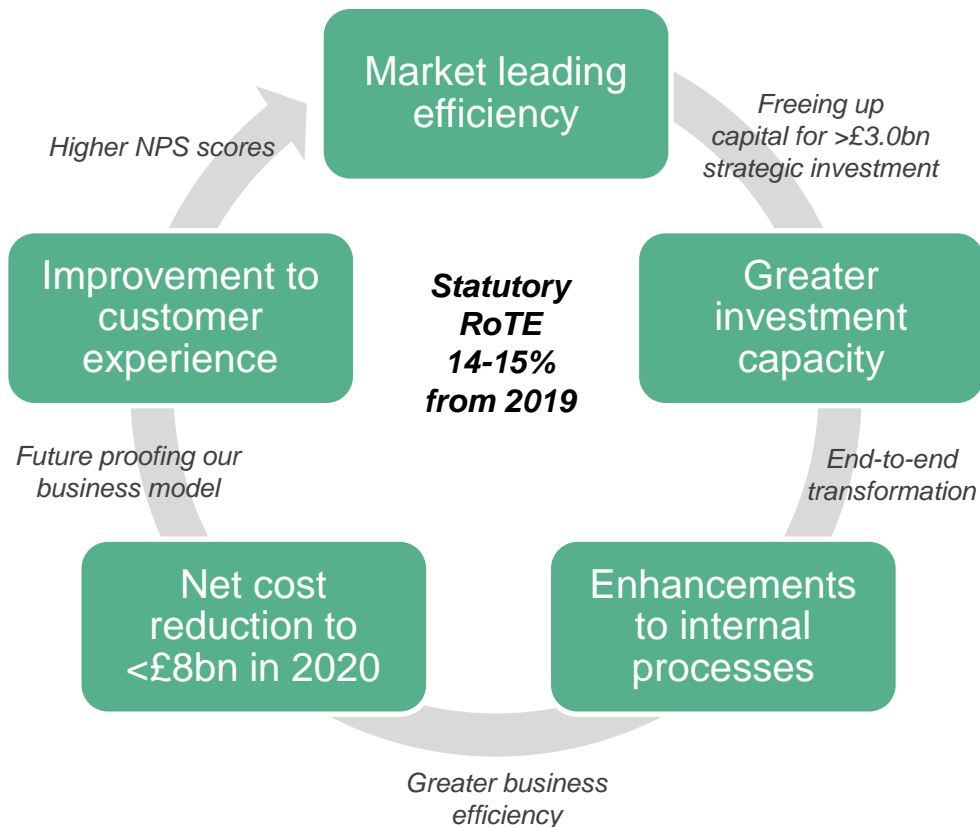 Market leading
efficiency
Freeing up
capital for >£3.0bn
strategic investment
Greater
investment
capacity
End-to-end
transformation
Enhancements
to internal
processes
Greater business
efficiency
Net cost
reduction to
<£8bn in 2020
Future proofing our
business model
Improvement to
customer
experience
Higher NPS scores
Statutory
RoTE
14-15%
from 2019